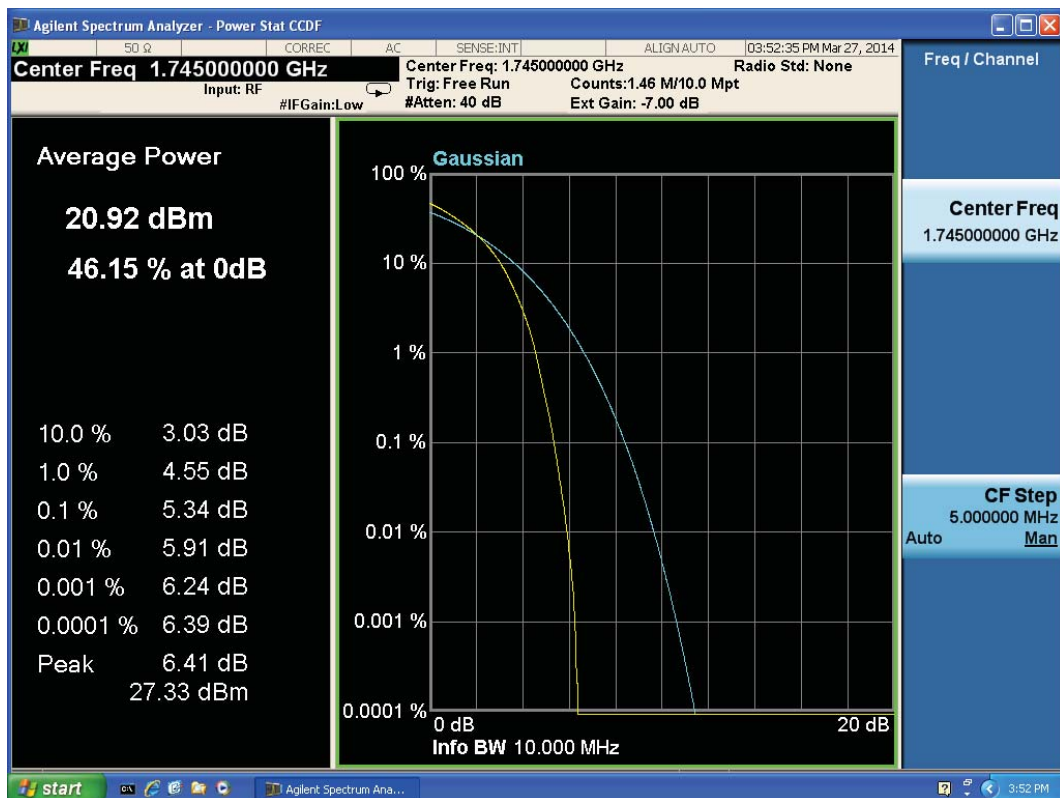 Agilent Spectrum Analyzer - Power Stat CCDF
LXI 50 Ω CORREC AC SENSE:INT ALIGNAUTO 03:52:35 PM Mar 27, 2014
Center Freq 1.745000000 GHz
Input: RF
#IFGain:Low
Center Freq: 1.745000000 GHz Radio Std: None
Trig: Free Run Counts:1.46 M/10.0 Mpt
#Atten: 40 dB Ext Gain: -7.00 dB
Average Power
20.92 dBm
46.15 % at 0dB
10.0 % 3.03 dB
1.0 % 4.55 dB
0.1 % 5.34 dB
0.01 % 5.91 dB
0.001 % 6.24 dB
0.0001 % 6.39 dB
Peak 6.41 dB
27.33 dBm
Gaussian
100 %
10 %
1 %
0.1 %
0.01 %
0.001 %
0.0001 %
0 dB 20 dB
Info BW 10.000 MHz
Freq / Channel
Center Freq
1.745000000 GHz
CF Step
5.000000 MHz
Auto Man
start Agilent Spectrum Ana... 3:52 PM